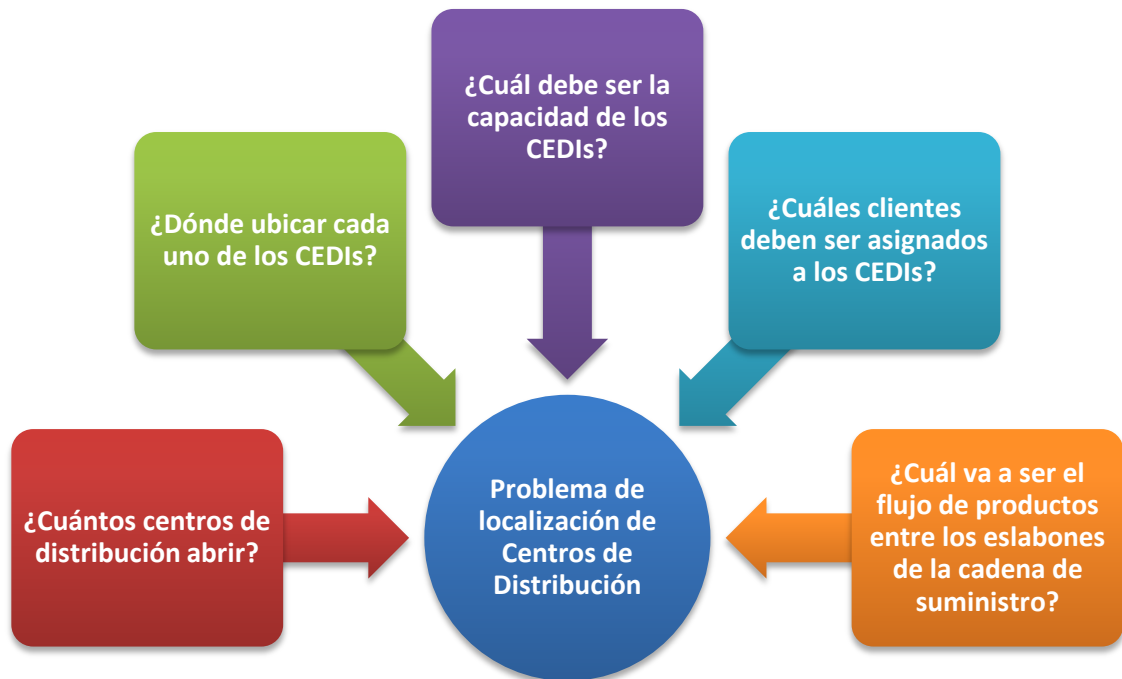 ¿Cuántos centros de
distribución abrir?
¿Dónde ubicar cada
uno de los CEDIs?
¿Cuál debe ser la
capacidad de los
CEDIs?
¿Cuáles clientes
deben ser asignados
a los CEDIs?
¿Cuál va a ser el
flujo de productos
entre los eslabones
de la cadena de
suministro?
Problema de
localización de
Centros de
Distribución